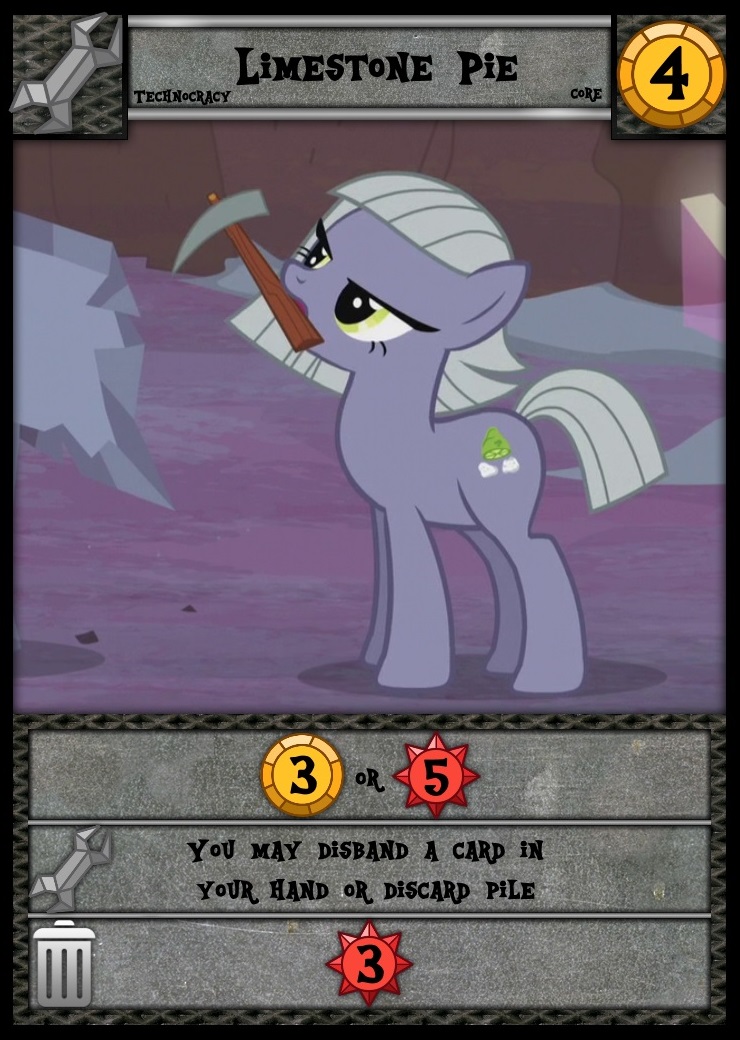 Limestone Pie
Technocracy
core
4
3 or 5
You may disband a card in
your hand or discard pile
3